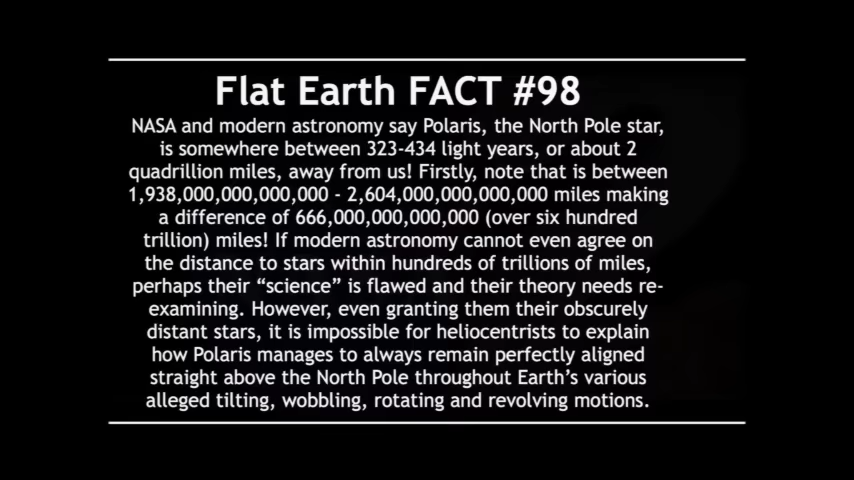 Flat Earth FACT #98
NASA and modern astronomy say Polaris, the North Pole star,
is somewhere between 323-434 light years, or about 2
quadrillion miles, away from us! Firstly, note that is between
1,938,000,000,000,000 - 2,604,000,000,000,000 miles making
a difference of 666,000,000,000,000 (over six hundred
trillion) miles! If modern astronomy cannot even agree on
the distance to stars within hundreds of trillions of miles,
perhaps their “science” is flawed and their theory needs re-
examining. However, even granting them their obscurely
distant stars, it is impossible for heliocentrists to explain
how Polaris manages to always remain perfectly aligned
straight above the North Pole throughout Earth’s various
alleged tilting, wobbling, rotating and revolving motions.